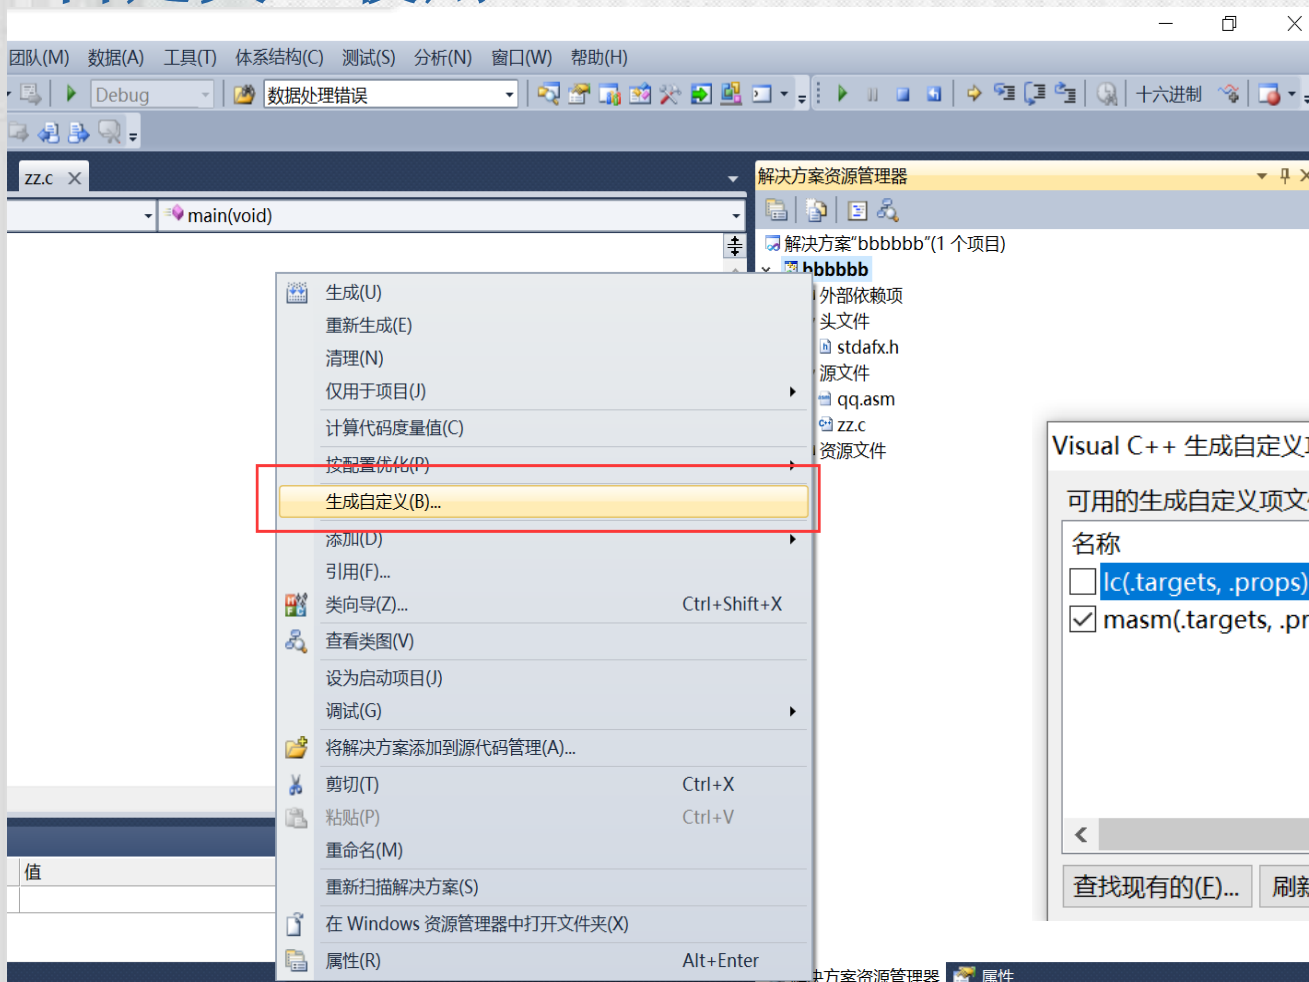 团队(M) 数据(A) 工具(T) 体系结构(C) 测试(S) 分析(N) 窗口(W) 帮助(H)
Debug 数据处理错误 十六进制
zz.c
main(void)
解决方案资源管理器
解决方案"bbbbbb"(1 个项目)
bbbbbb
外部依赖项
头文件
stdafx.h
源文件
qq.asm
zz.c
资源文件
生成(U)
重新生成(E)
清理(N)
仅用于项目(J)
计算代码度量值(C)
按配置优化(P)
生成自定义(B)...
添加(D)
引用(F)...
类向导(Z)... Ctrl+Shift+X
查看类图(V)
设为启动项目(J)
调试(G)
将解决方案添加到源代码管理(A)...
剪切(T) Ctrl+X
粘贴(P) Ctrl+V
重命名(M)
重新扫描解决方案(S)
在 Windows 资源管理器中打开文件夹(X)
属性(R) Alt+Enter
Visual C++ 生成自定义
可用的生成自定义项文
名称
lc(.targets, .props)
masm(.targets, .pr
查找现有的(F)... 刷新
值
决方案资源管理器 属性